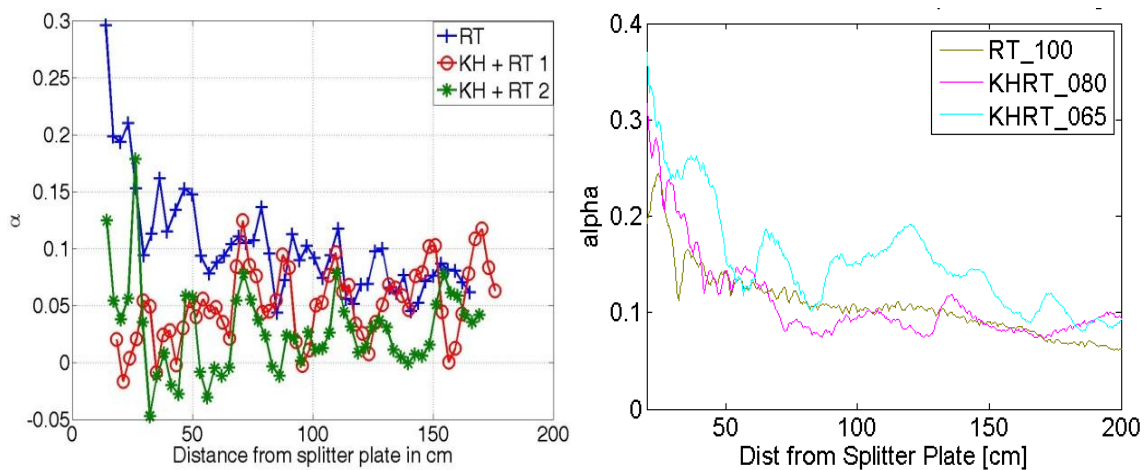 0.3
0.25
0.2
0.15
0.1
0.05
0
-0.05
α
0
50
100
150
200
Distance from splitter plate in cm
RT
KH + RT 1
KH + RT 2
0.4
0.3
0.2
0.1
0
alpha
50
100
150
200
Dist from Splitter Plate [cm]
RT_100
KHRT_080
KHRT_065